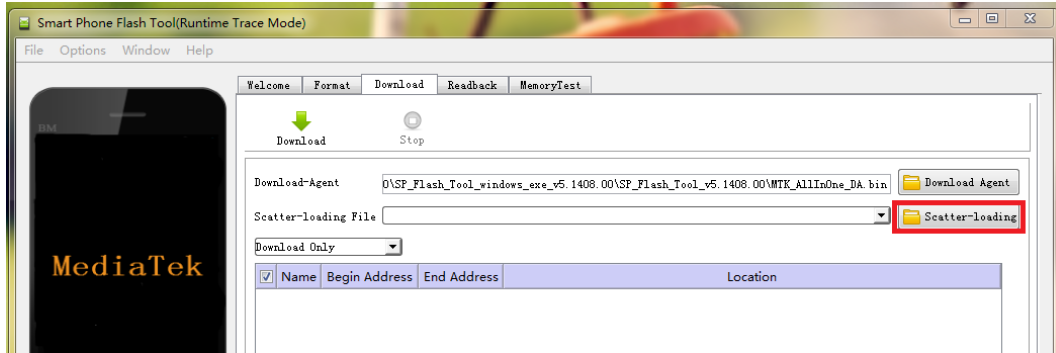 Smart Phone Flash Tool(Runtime Trace Mode)
File Options Window Help
Welcome Format Download Readback MemoryTest
BM
Download Stop
Download-Agent O\SP_Flash_Tool_windows_exe_v5.1408.00\SP_Flash_Tool_v5.1408.00\MTK_AllInOne_DA.bin Download Agent
Scatter-loading File Scatter-loading
Download Only
MediaTek
Name Begin Address End Address Location